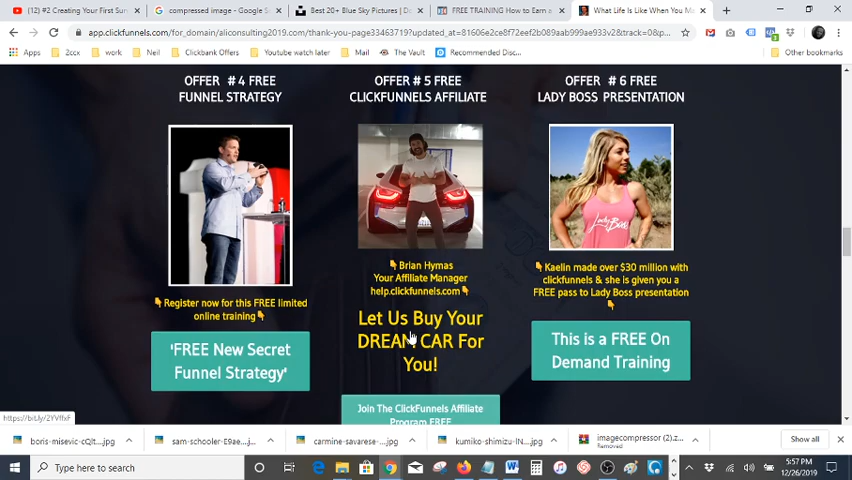 (12) #2 Creating Your First Surv
compressed image - Google S
Best 20+ Blue Sky Pictures [
FREE TRAINING How to Earn a
What Life Is Like When You Ma
app.clickfunnels.com/for_domain/aliconsulting2019.com/thank-you-page33463717?updated_at=81606e2ce8f72eef2b089aab999ae933v2&track=0&p
Apps
2ccx
work
Neil
Clickbank Offers
Youtube watch later
Mail
The Vault
Recommended Disc...
Other bookmarks
OFFER # 4 FREE
FUNNEL STRATEGY
OFFER # 5 FREE
CLICKFUNNELS AFFILIATE
OFFER # 6 FREE
LADY BOSS PRESENTATION
LadyBoss
Register now for this FREE limited
online training
'FREE New Secret
Funnel Strategy'
Brian Hymas
Your Affiliate Manager
help.clickfunnels.com
Let Us Buy Your
DREAM CAR For
You!
Join The ClickFunnels Affiliate
Program FREE
Kaelin made over $30 million with
clickfunnels & she is given you a
FREE pass to Lady Boss presentation
This is a FREE On
Demand Training
https://bit.ly/2YVffxF
boris-misevic-cQIt....jpg
sam-schooler-E9ae....jpg
carmine-savarese-....jpg
kumiko-shimizu-IN....jpg
imagecompressor (2).z...
Removed
Show all
Type here to search
5:57 PM
12/26/2019